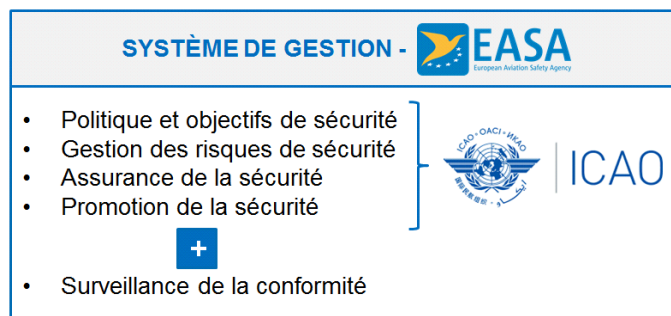 SYSTÈME DE GESTION - EASA
European Aviation Safety Agency
• Politique et objectifs de sécurité
• Gestion des risques de sécurité
• Assurance de la sécurité
• Promotion de la sécurité
ICAO · OACI · ИКАО
ICAO
+
• Surveillance de la conformité